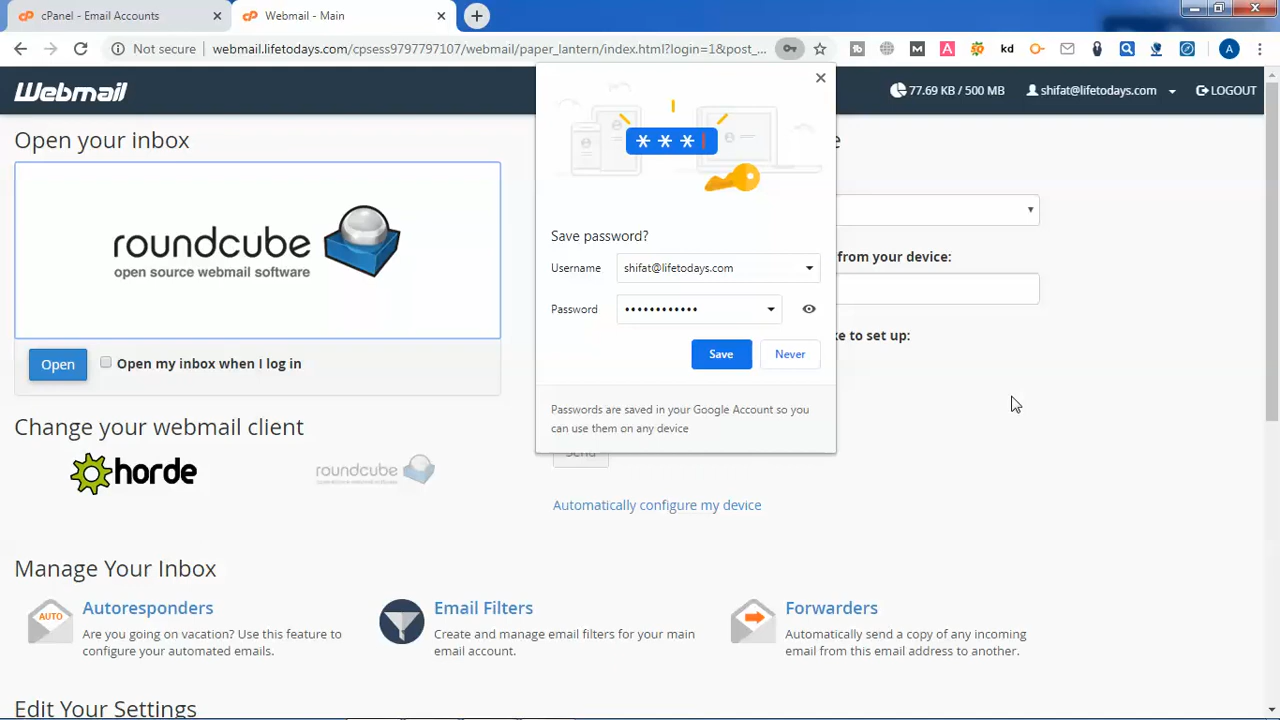 cPanel - Email Accounts
Webmail - Main
Not secure
webmail.lifetodays.com/cpsess9797797107/webmail/paper_lantern/index.html?login=1&post_...
M
A
kd
A
Webmail
77.69 KB / 500 MB
shifat@lifetodays.com
LOGOUT
Open your inbox
roundcube
open source webmail software
Open
Open my inbox when I log in
Change your webmail client
horde
roundcube
* * *
Save password?
Username
shifat@lifetodays.com
Password
••••••••••••
Save
Never
Passwords are saved in your Google Account so you
can use them on any device
from your device:
ke to set up:
Send
Automatically configure my device
Manage Your Inbox
AUTO
Autoresponders
Are you going on vacation? Use this feature to
configure your automated emails.
Email Filters
Create and manage email filters for your main
email account.
Forwarders
Automatically send a copy of any incoming
email from this email address to another.
Edit Your Settings